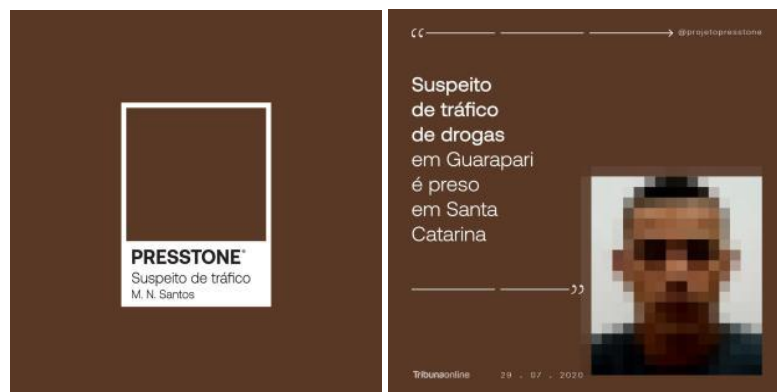 PRESSTONE®
Suspeito de tráfico
M. N. Santos
“ @projetopresstone
Suspeito
de tráfico
de drogas
em Guarapari
é preso
em Santa
Catarina
”
Tribunaonline 29 . 07 . 2020